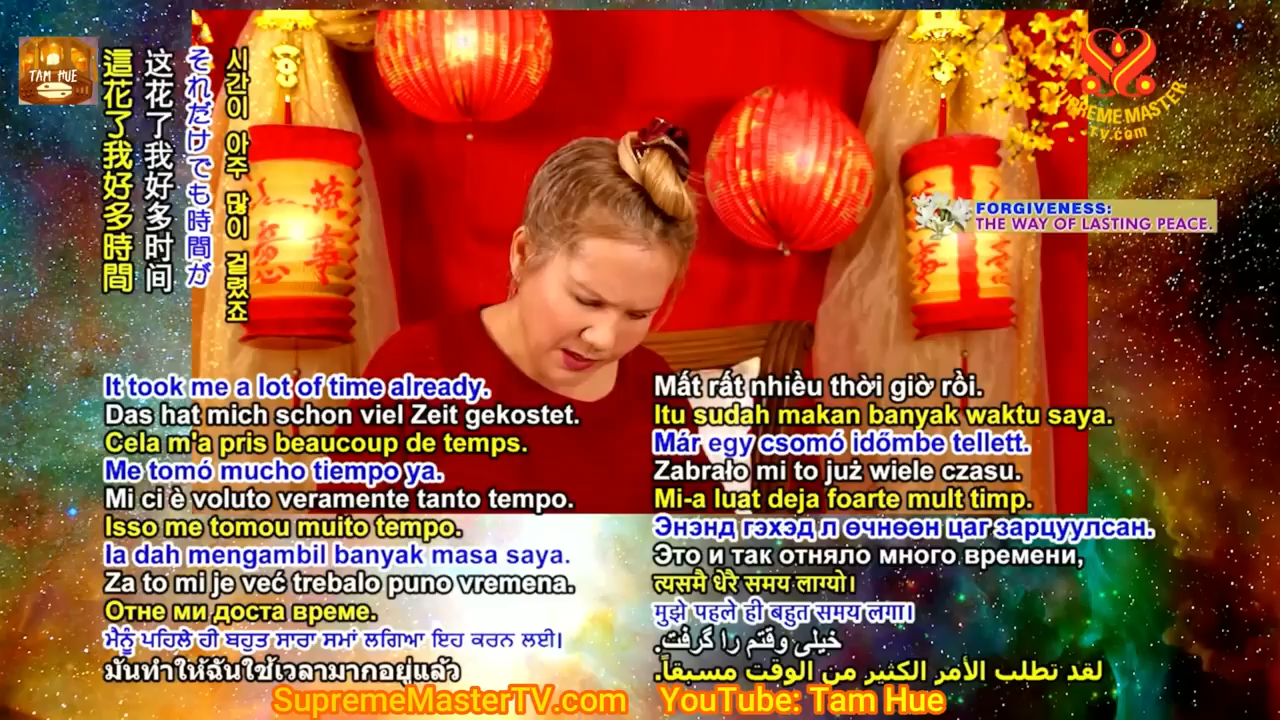 TAM HUE
這花了我好多時間
这花了我好多时间
それだけでも時間が
시간이 아주 많이 걸렸죠
SUPREME MASTER
TV.com
FORGIVENESS:
THE WAY OF LASTING PEACE.
It took me a lot of time already.
Das hat mich schon viel Zeit gekostet.
Cela m'a pris beaucoup de temps.
Me tomó mucho tiempo ya.
Mi ci è voluto veramente tanto tempo.
Isso me tomou muito tempo.
Ia dah mengambil banyak masa saya.
Za to mi je već trebalo puno vremena.
Отне ми доста време.
ਮੈਨੂੰ ਪਹਿਲੇ ਹੀ ਬਹੁਤ ਸਾਰਾ ਸਮਾਂ ਲਗਿਆ ਇਹ ਕਰਨ ਲਈ।
มันทำให้ฉันใช้เวลามากอยู่แล้ว
Mất rất nhiều thời giờ rồi.
Itu sudah makan banyak waktu saya.
Már egy csomó időmbe tellett.
Zabrało mi to już wiele czasu.
Mi-a luat deja foarte mult timp.
Энэнд гэхэд л өчнөөн цаг зарцуулсан.
Это и так отняло много времени,
त्यसमै धेरै समय लाग्यो।
मुझे पहले ही बहुत समय लगा।
خیلی وقتم را گرفت.
لقد تطلب الأمر الكثير من الوقت مسبقاً.
SupremeMasterTV.com YouTube: Tam Hue